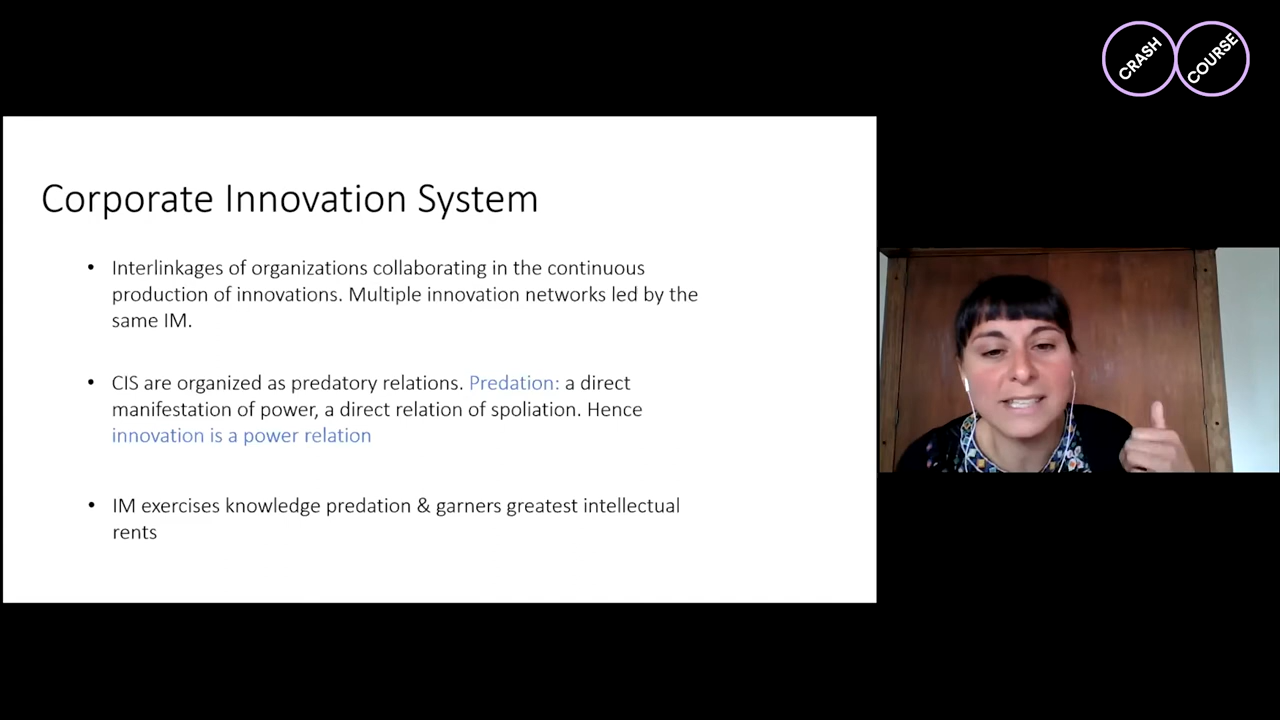 CRASH COURSE
Corporate Innovation System
• Interlinkages of organizations collaborating in the continuous
production of innovations. Multiple innovation networks led by the
same IM.
• CIS are organized as predatory relations. Predation: a direct
manifestation of power, a direct relation of spoliation. Hence
innovation is a power relation
• IM exercises knowledge predation & garners greatest intellectual
rents